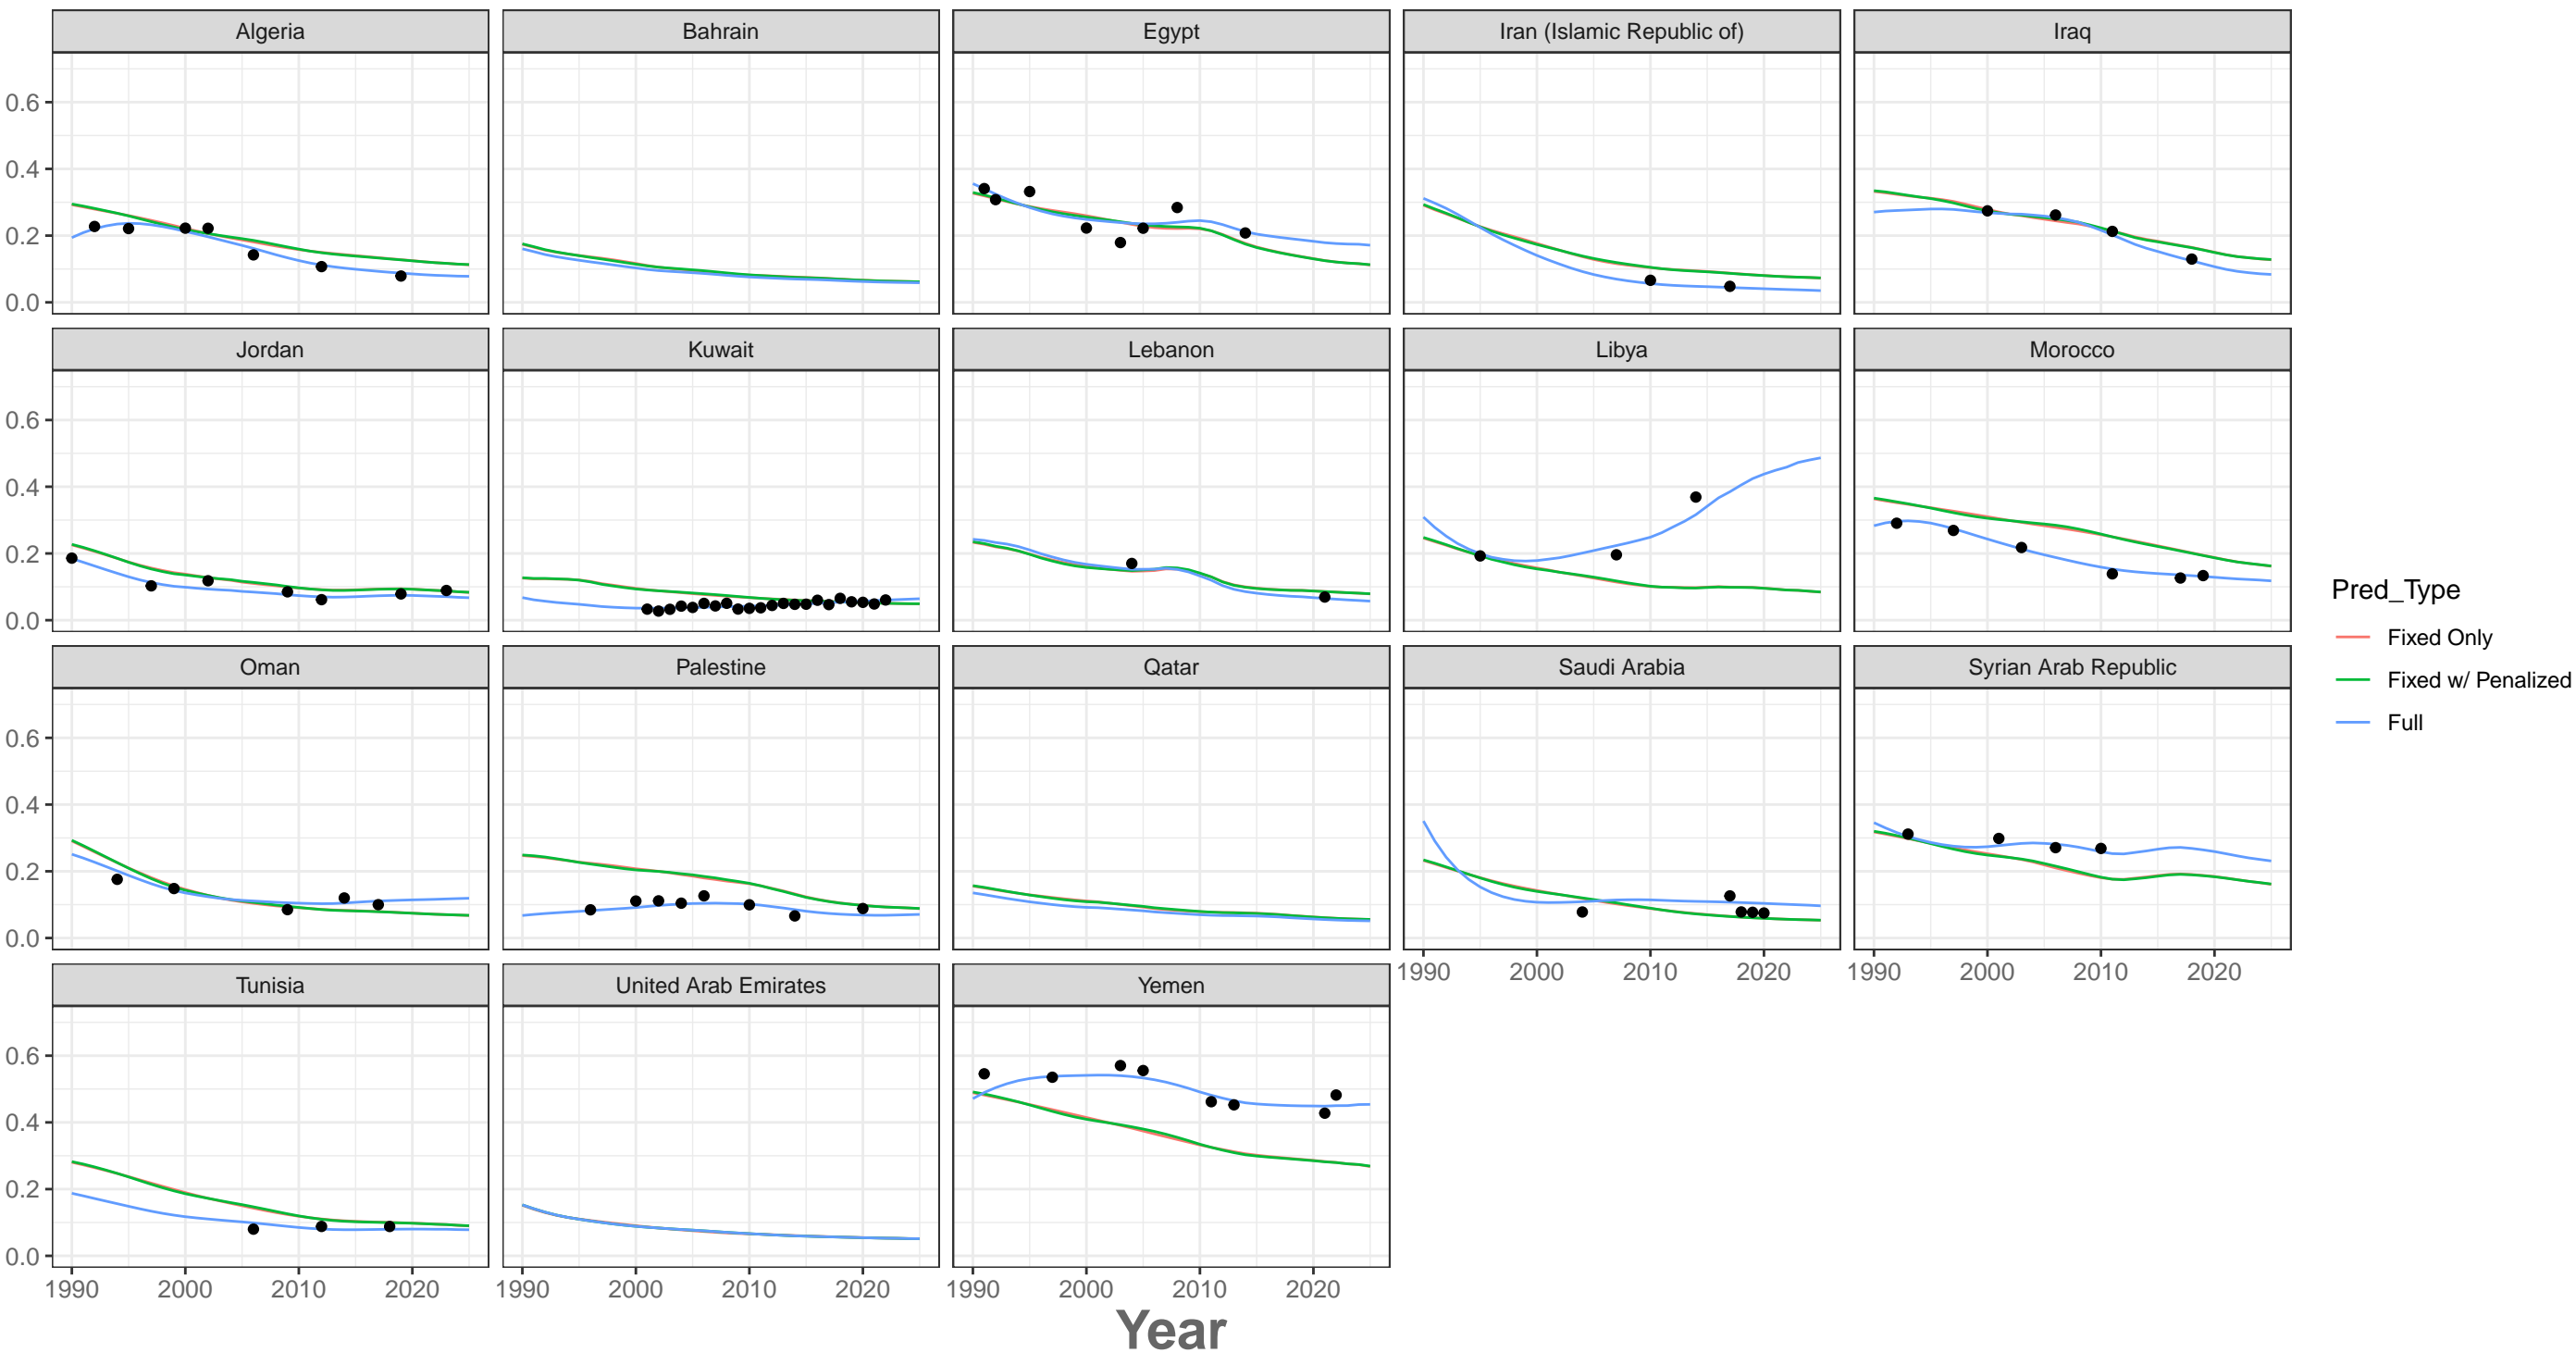 Algeria Bahrain Egypt Iran (Islamic Republic of) Iraq
0.6
0.4
0.2
0.0
Jordan Kuwait Lebanon Libya Morocco
0.6
0.4
0.2
0.0
Oman Palestine Qatar Saudi Arabia Syrian Arab Republic
0.6
0.4
0.2
0.0
1990 2000 2010 2020 1990 2000 2010 2020
Tunisia United Arab Emirates Yemen
0.6
0.4
0.2
0.0
1990 2000 2010 2020 1990 2000 2010 2020 1990 2000 2010 2020
Year
Pred_Type
Fixed Only
Fixed w/ Penalized
Full